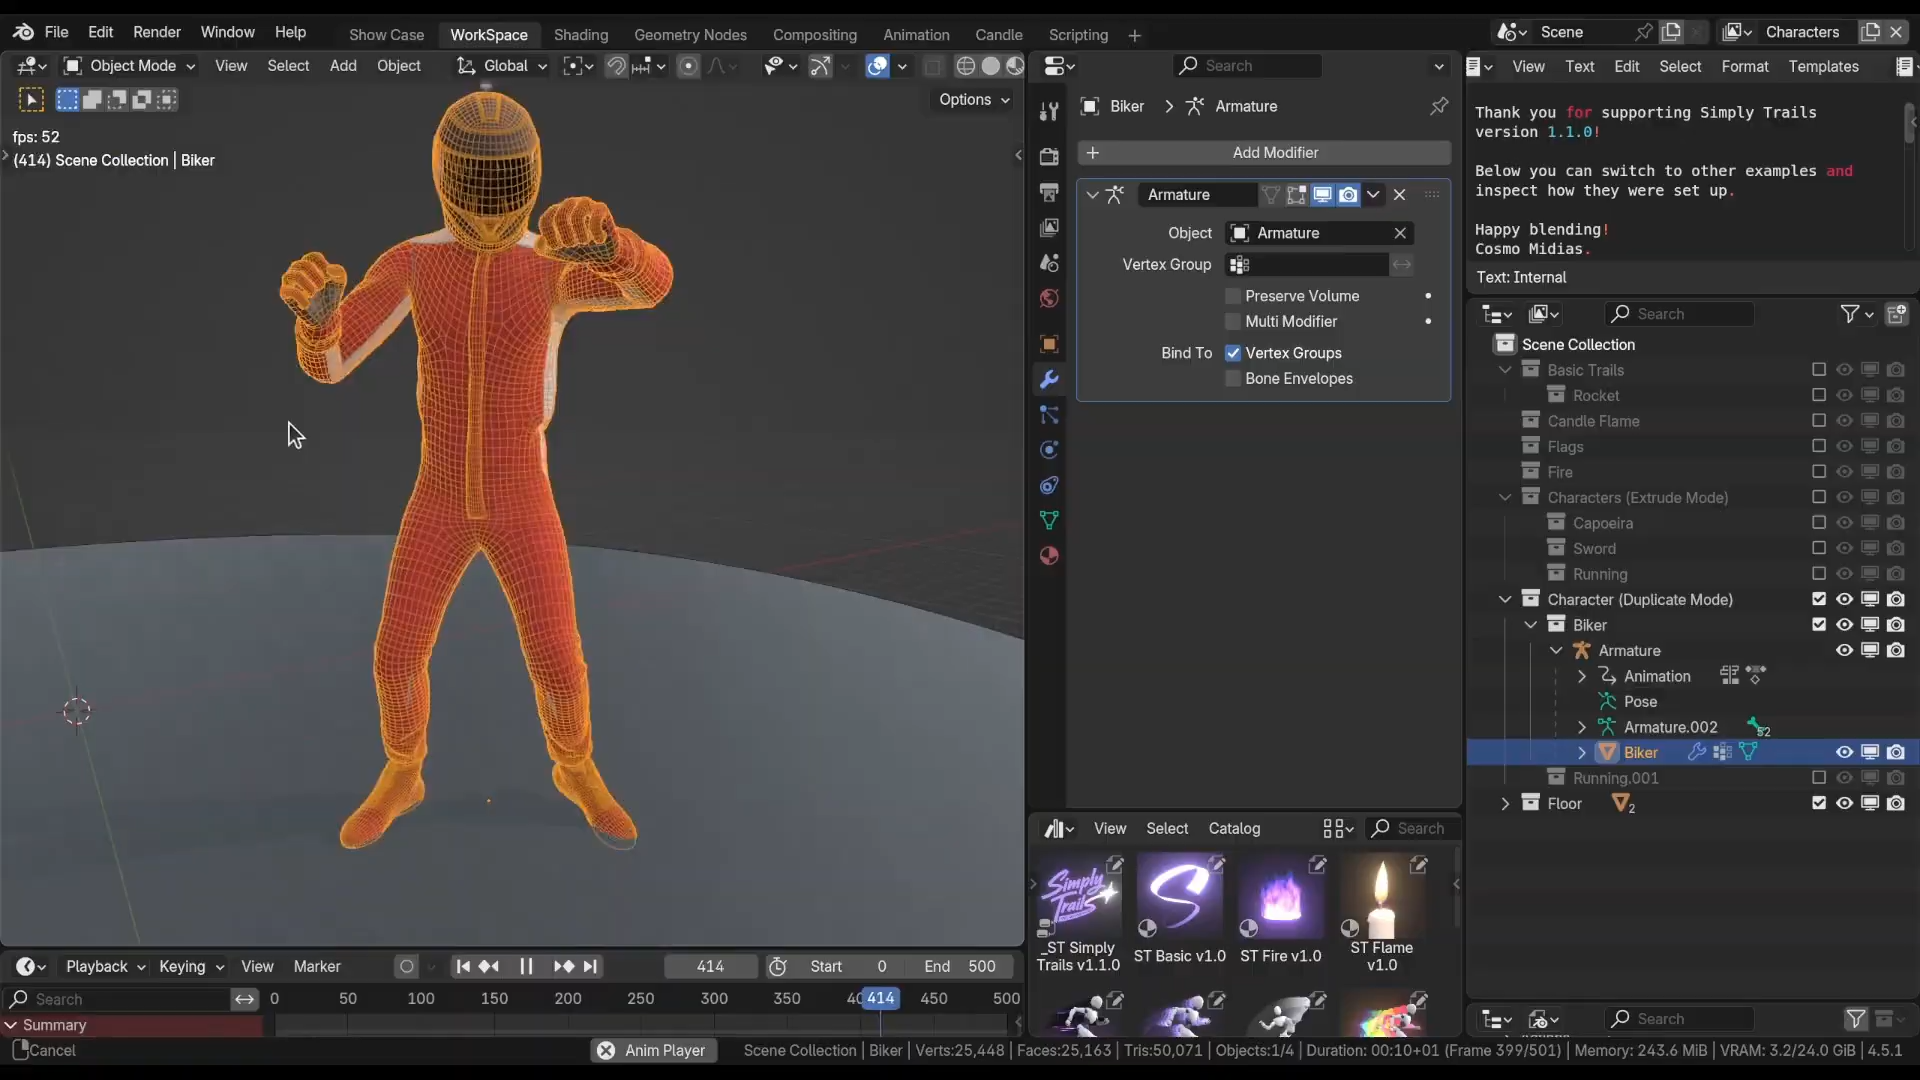 File Edit Render Window Help Show Case WorkSpace Shading Geometry Nodes Compositing Animation Candle Scripting
Scene Characters
Object Mode View Select Add Object Global
Options
fps: 52
(414) Scene Collection | Biker
Search
Biker > Armature
Add Modifier
Armature
Object Armature
Vertex Group
Preserve Volume
Multi Modifier
Bind To Vertex Groups
Bone Envelopes
View Text Edit Select Format Templates
Thank you for supporting Simply Trails
version 1.1.0!
Below you can switch to other examples and
inspect how they were set up.
Happy blending!
Cosmo Midias.
Text: Internal
Search
Scene Collection
Basic Trails
Rocket
Candle Flame
Flags
Fire
Characters (Extrude Mode)
Capoeira
Sword
Running
Character (Duplicate Mode)
Biker
Armature
Animation
Pose
Armature.002 52
Biker
Running.001
Floor 2
View Select Catalog Search
Simply
Trails
_ST Simply
Trails v1.1.0
ST Basic v1.0
ST Fire v1.0
ST Flame
v1.0
Search
Playback Keying View Marker 414 Start 0 End 500
Search 0 50 100 150 200 250 300 350 40 414 450 500
Summary
Cancel Anim Player Scene Collection | Biker | Verts:25,448 | Faces:25,163 | Tris:50,071 | Objects:1/4 | Duration: 00:10+01 (Frame 399/501) | Memory: 243.6 MiB | VRAM: 3.2/24.0 GiB | 4.5.1